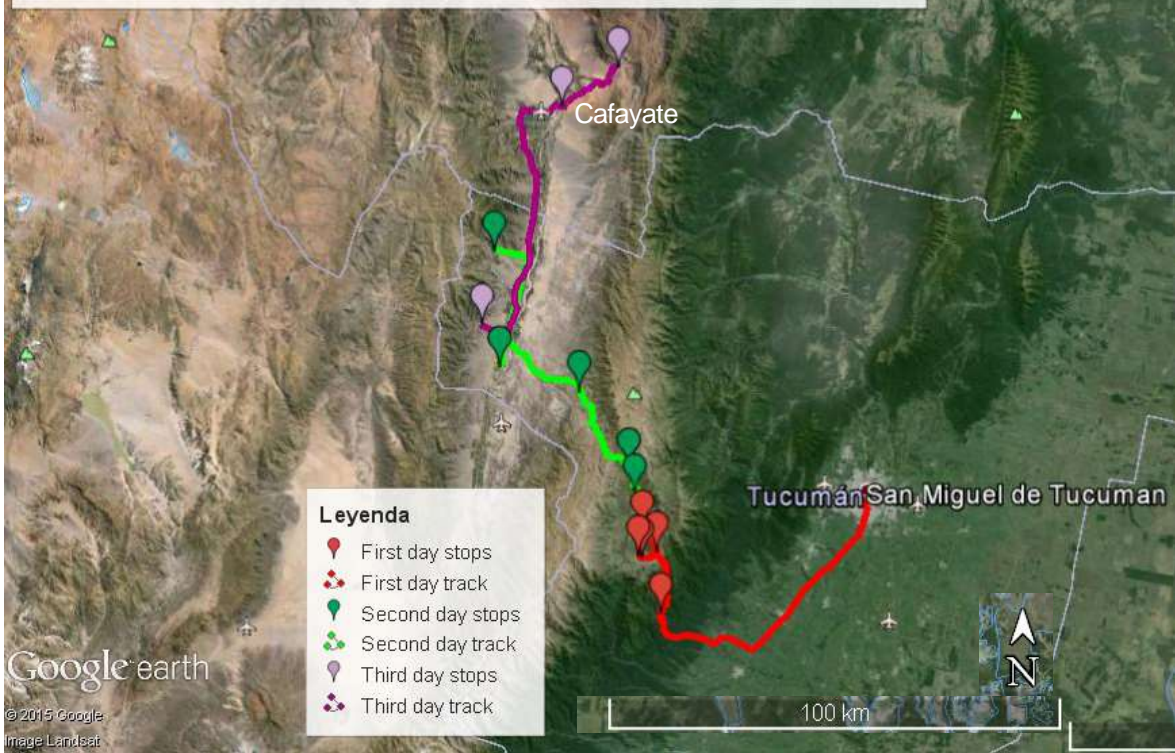 Cafayate
Tucumán San Miguel de Tucuman
Leyenda
First day stops
First day track
Second day stops
Second day track
Third day stops
Third day track
Google earth
© 2015 Google
Image Landsat
N
100 km